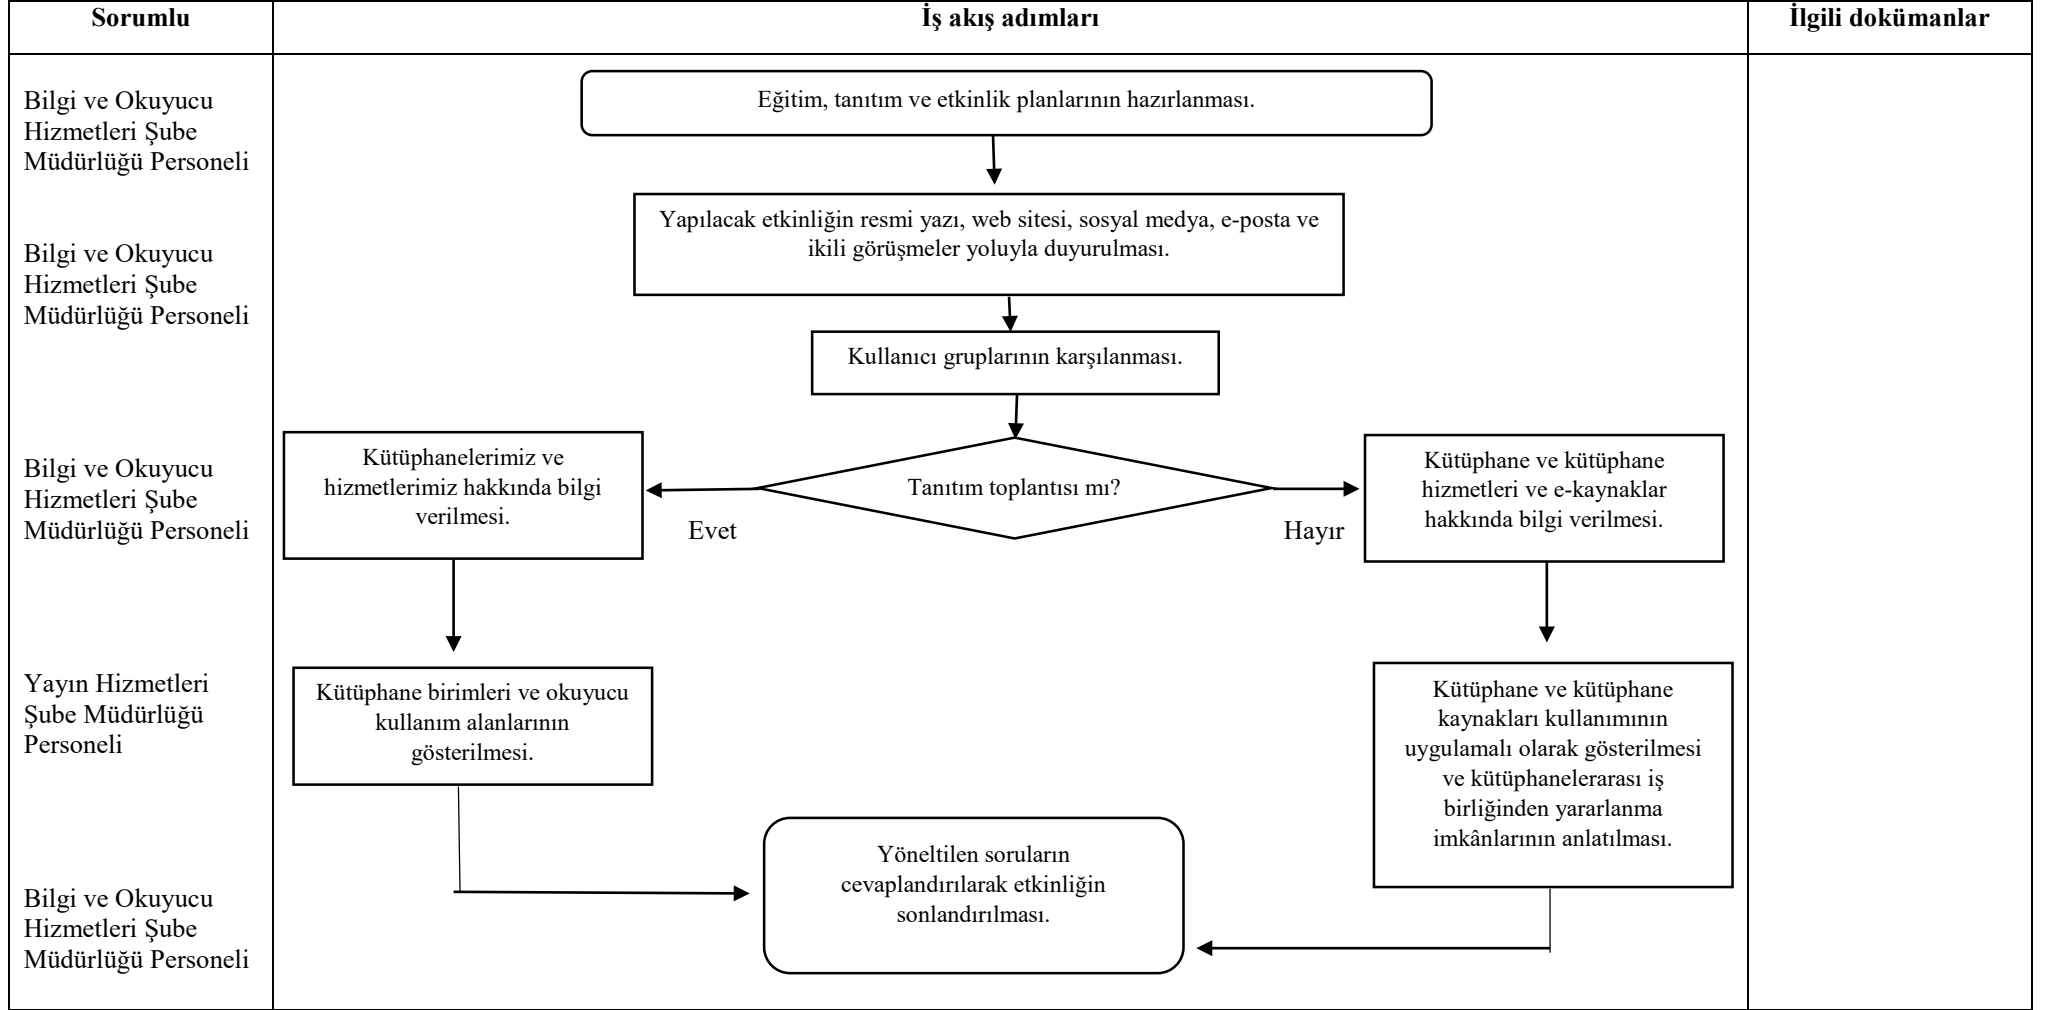 Sorumlu
İş akış adımları
İlgili dokümanlar
Bilgi ve Okuyucu
Hizmetleri Şube
Müdürlüğü Personeli
Eğitim, tanıtım ve etkinlik planlarının hazırlanması.
Bilgi ve Okuyucu
Hizmetleri Şube
Müdürlüğü Personeli
Yapılacak etkinliğin resmi yazı, web sitesi, sosyal medya, e-posta ve
ikili görüşmeler yoluyla duyurulması.
Kullanıcı gruplarının karşılanması.
Bilgi ve Okuyucu
Hizmetleri Şube
Müdürlüğü Personeli
Kütüphanelerimiz ve
hizmetlerimiz hakkında bilgi
verilmesi.
Evet
Tanıtım toplantısı mı?
Hayır
Kütüphane ve kütüphane
hizmetleri ve e-kaynaklar
hakkında bilgi verilmesi.
Yayın Hizmetleri
Şube Müdürlüğü
Personeli
Kütüphane birimleri ve okuyucu
kullanım alanlarının
gösterilmesi.
Kütüphane ve kütüphane
kaynakları kullanımının
uygulamalı olarak gösterilmesi
ve kütüphanelerarası iş
birliğinden yararlanma
imkânlarının anlatılması.
Bilgi ve Okuyucu
Hizmetleri Şube
Müdürlüğü Personeli
Yöneltilen soruların
cevaplandırılarak etkinliğin
sonlandırılması.